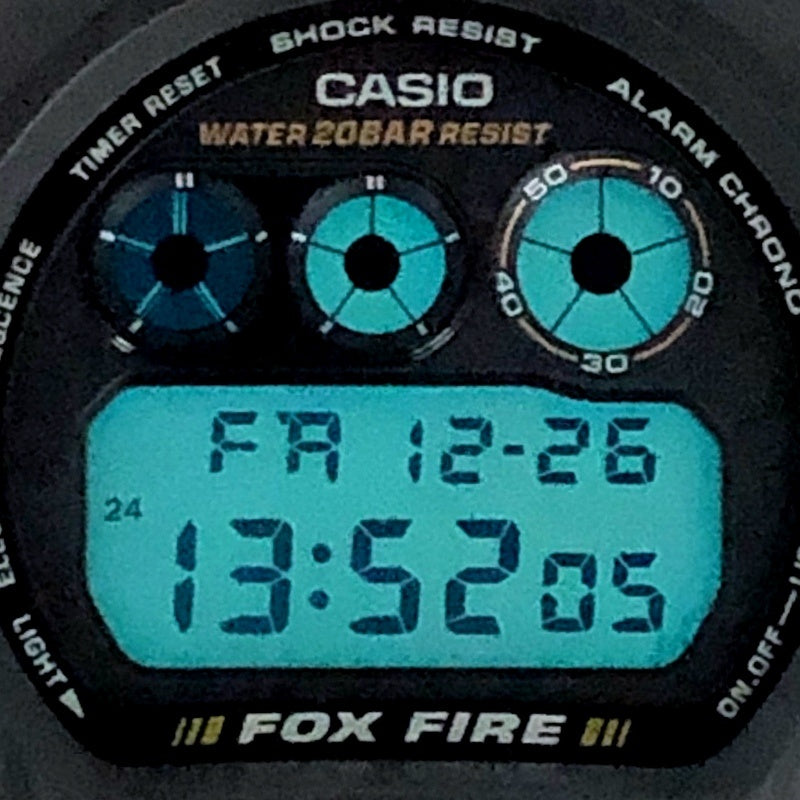 SHOCK RESIST
TIMER RESET
ALARM CHRONO
CASIO
WATER 20BAR RESIST
50 10
40 20
30
FR 12-26
24
13:52 05
LIGHT
ON.OFF
FOX FIRE